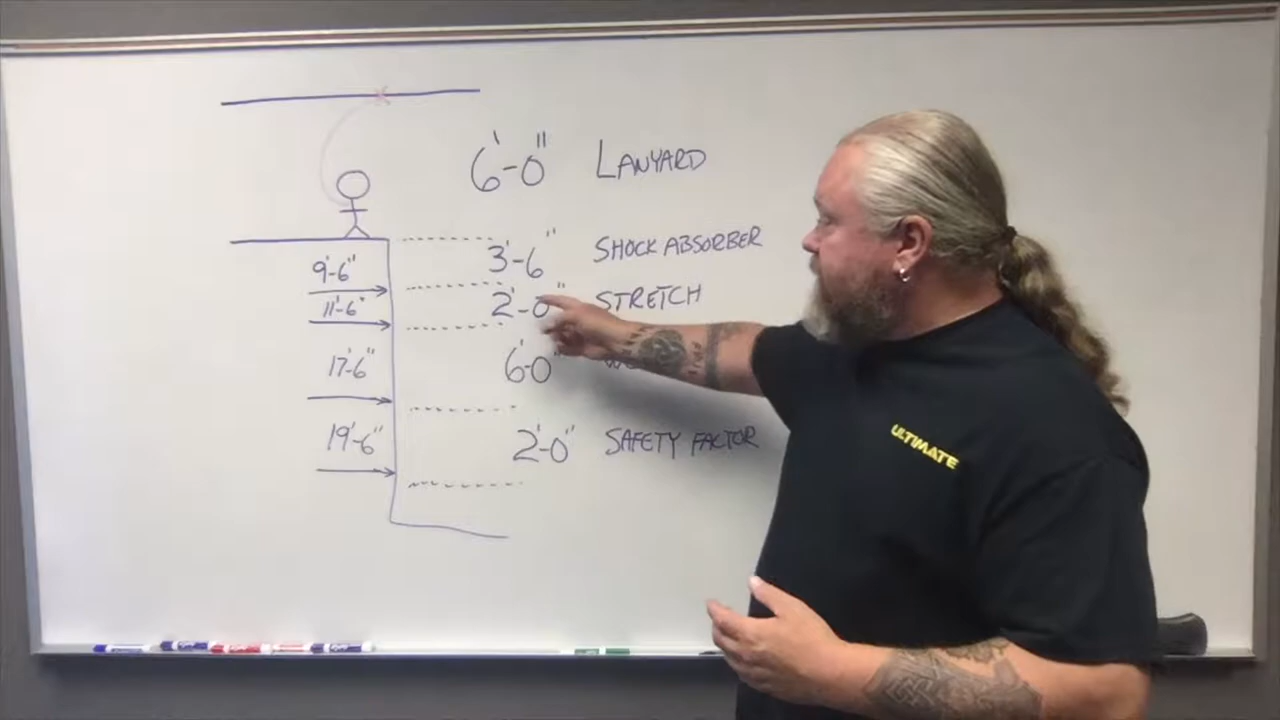 6'-0" LANYARD
3'-6" SHOCK ABSORBER
9'-6"
2'-0" STRETCH
11'-6"
6'-0"
17'-6"
2'-0" SAFETY FACTOR
19'-6"
ULTIMATE